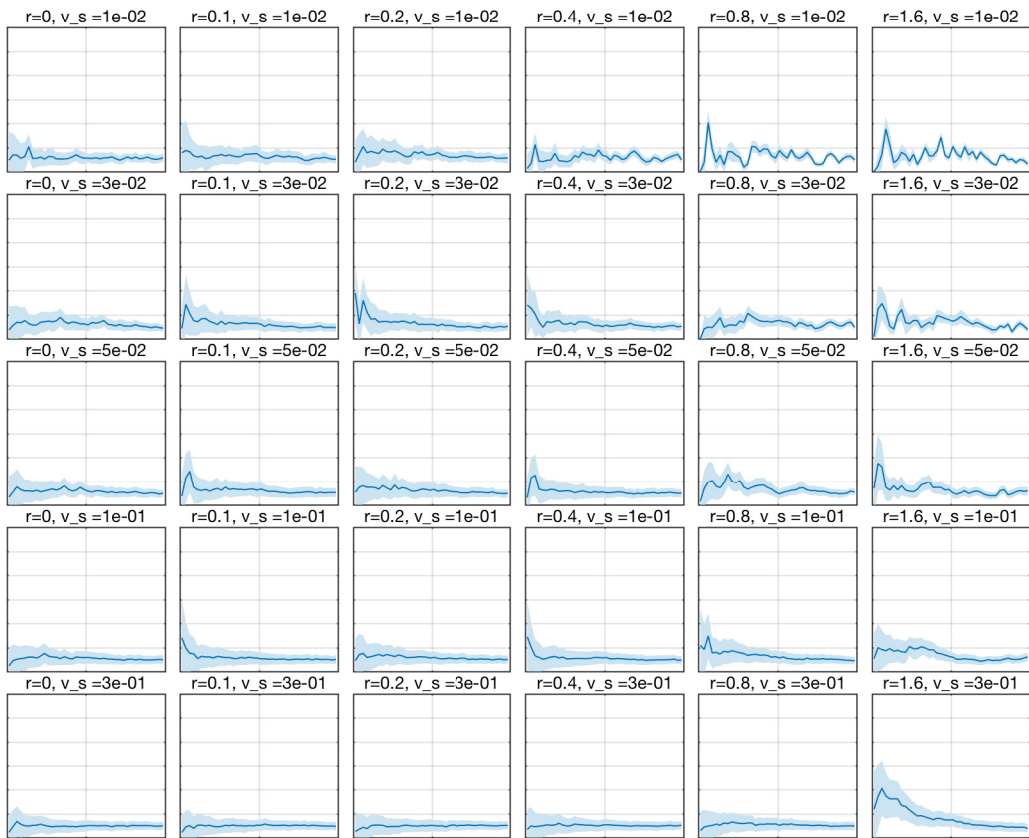 r=0, v_s =1e-02 r=0.1, v_s =1e-02 r=0.2, v_s =1e-02 r=0.4, v_s =1e-02 r=0.8, v_s =1e-02 r=1.6, v_s =1e-02
r=0, v_s =3e-02 r=0.1, v_s =3e-02 r=0.2, v_s =3e-02 r=0.4, v_s =3e-02 r=0.8, v_s =3e-02 r=1.6, v_s =3e-02
r=0, v_s =5e-02 r=0.1, v_s =5e-02 r=0.2, v_s =5e-02 r=0.4, v_s =5e-02 r=0.8, v_s =5e-02 r=1.6, v_s =5e-02
r=0, v_s =1e-01 r=0.1, v_s =1e-01 r=0.2, v_s =1e-01 r=0.4, v_s =1e-01 r=0.8, v_s =1e-01 r=1.6, v_s =1e-01
r=0, v_s =3e-01 r=0.1, v_s =3e-01 r=0.2, v_s =3e-01 r=0.4, v_s =3e-01 r=0.8, v_s =3e-01 r=1.6, v_s =3e-01